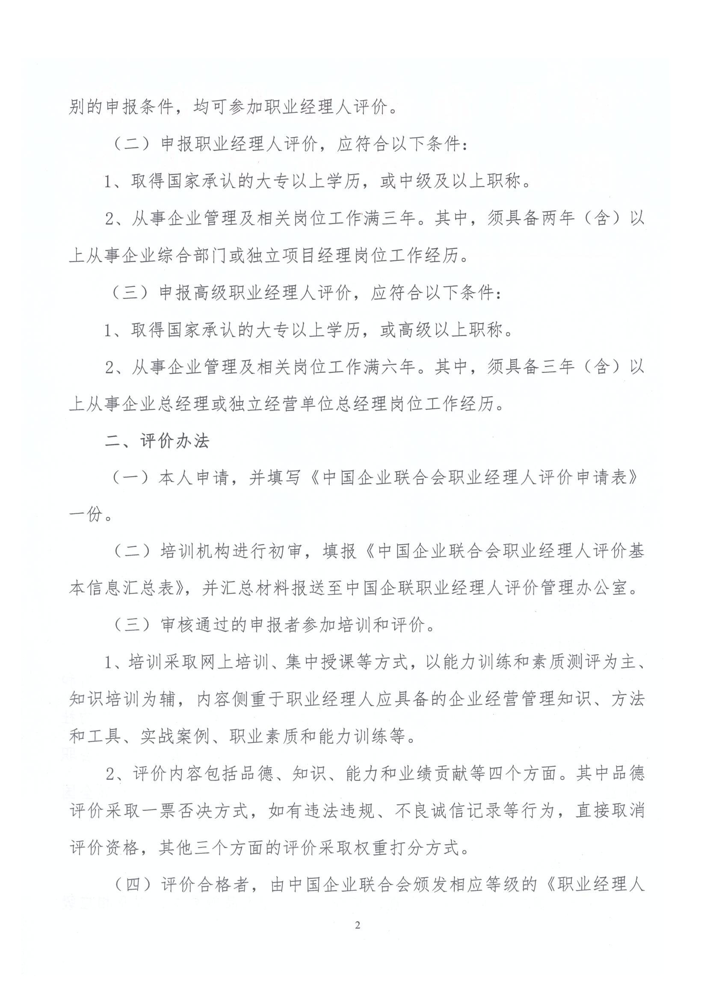 别的申报条件，均可参加职业经理人评价。
（二）申报职业经理人评价，应符合以下条件：
1、取得国家承认的大专以上学历，或中级及以上职称。
2、从事企业管理及相关岗位工作满三年。其中，须具备两年（含）以
上从事企业综合部门或独立项目经理岗位工作经历。
（三）申报高级职业经理人评价，应符合以下条件：
1、取得国家承认的大专以上学历，或高级以上职称。
2、从事企业管理及相关岗位工作满六年。其中，须具备三年（含）以
上从事企业总经理或独立经营单位总经理岗位工作经历。
二、评价办法
（一）本人申请，并填写《中国企业联合会职业经理人评价申请表》
一份。
（二）培训机构进行初审，填报《中国企业联合会职业经理人评价基
本信息汇总表》，并汇总材料报送至中国企联职业经理人评价管理办公室。
（三）审核通过的申报者参加培训和评价。
1、培训采取网上培训、集中授课等方式，以能力训练和素质测评为主、
知识培训为辅，内容侧重于职业经理人应具备的企业经营管理知识、方法
和工具、实战案例、职业素质和能力训练等。
2、评价内容包括品德、知识、能力和业绩贡献等四个方面。其中品德
评价采取一票否决方式，如有违法违规、不良诚信记录等行为，直接取消
评价资格，其他三个方面的评价采取权重打分方式。
（四）评价合格者，由中国企业联合会颁发相应等级的《职业经理人
2